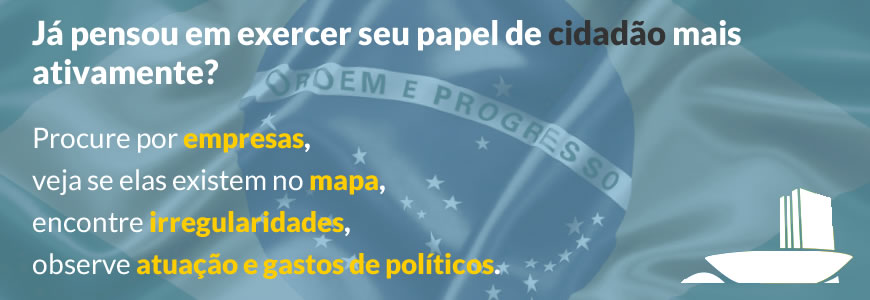 Já pensou em exercer seu papel de cidadão mais
ativamente?
ORDEM E PROGRESSO
Procure por empresas,
veja se elas existem no mapa,
encontre irregularidades,
observe atuação e gastos de políticos.